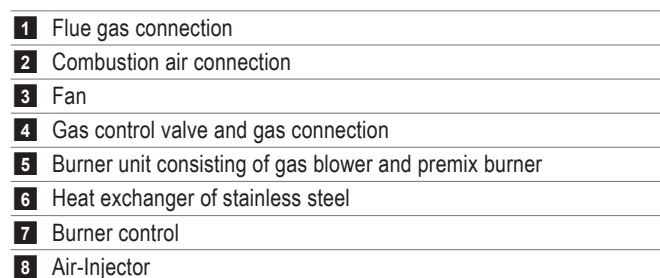 1 Flue gas connection
2 Combustion air connection
3 Fan
4 Gas control valve and gas connection
5 Burner unit consisting of gas blower and premix burner
6 Heat exchanger of stainless steel
7 Burner control
8 Air-Injector